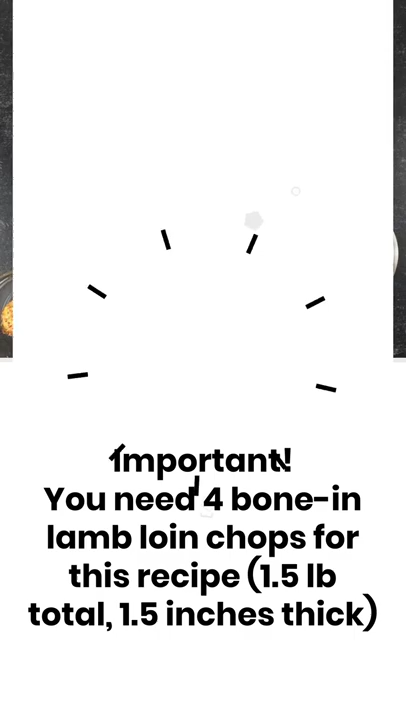 Important!
You need 4 bone-in
lamb loin chops for
this recipe (1.5 lb
total, 1.5 inches thick)